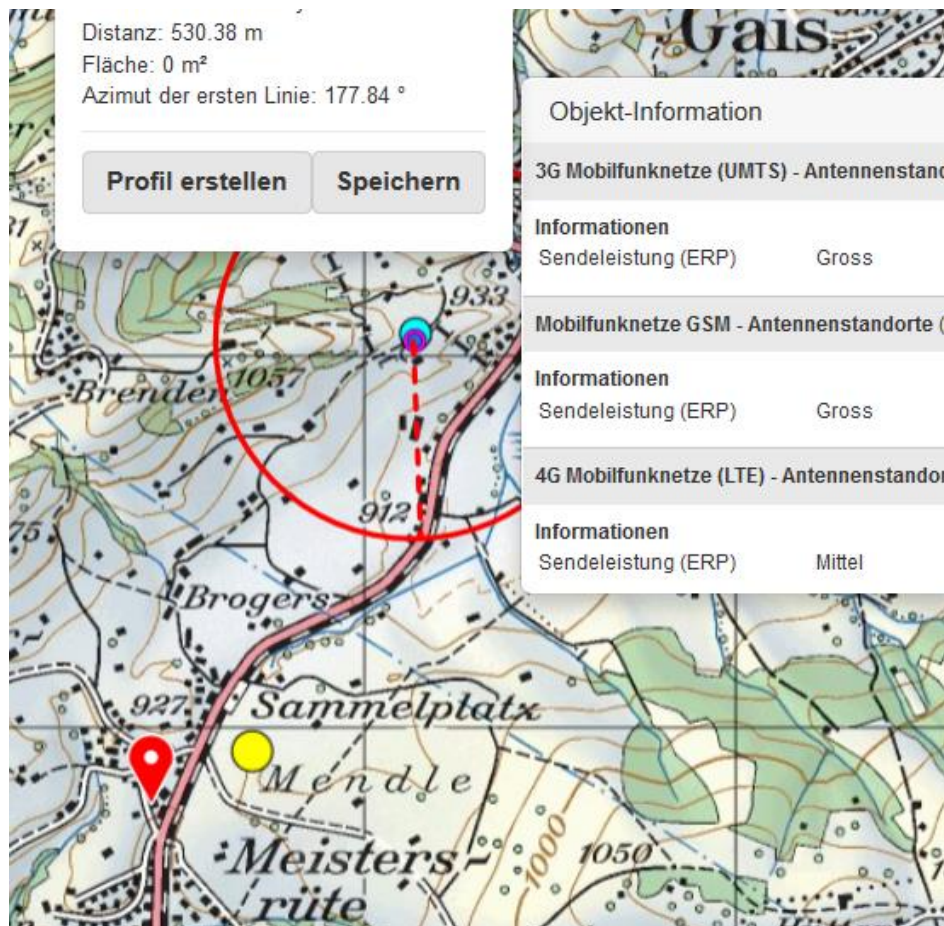 Distanz: 530.38 m
Fläche: 0 m²
Azimut der ersten Linie: 177.84 °
Profil erstellen
Speichern
Gais
Objekt-Information
3G Mobilfunknetze (UMTS) - Antennenstand
Informationen
Sendeleistung (ERP) Gross
Mobilfunknetze GSM - Antennenstandorte (
Informationen
Sendeleistung (ERP) Gross
4G Mobilfunknetze (LTE) - Antennenstandor
Informationen
Sendeleistung (ERP) Mittel
933
1057
Brenden
912
75
Brogers
927
Sammelplatz
Mendle
Meisters-
rute
1000
1050